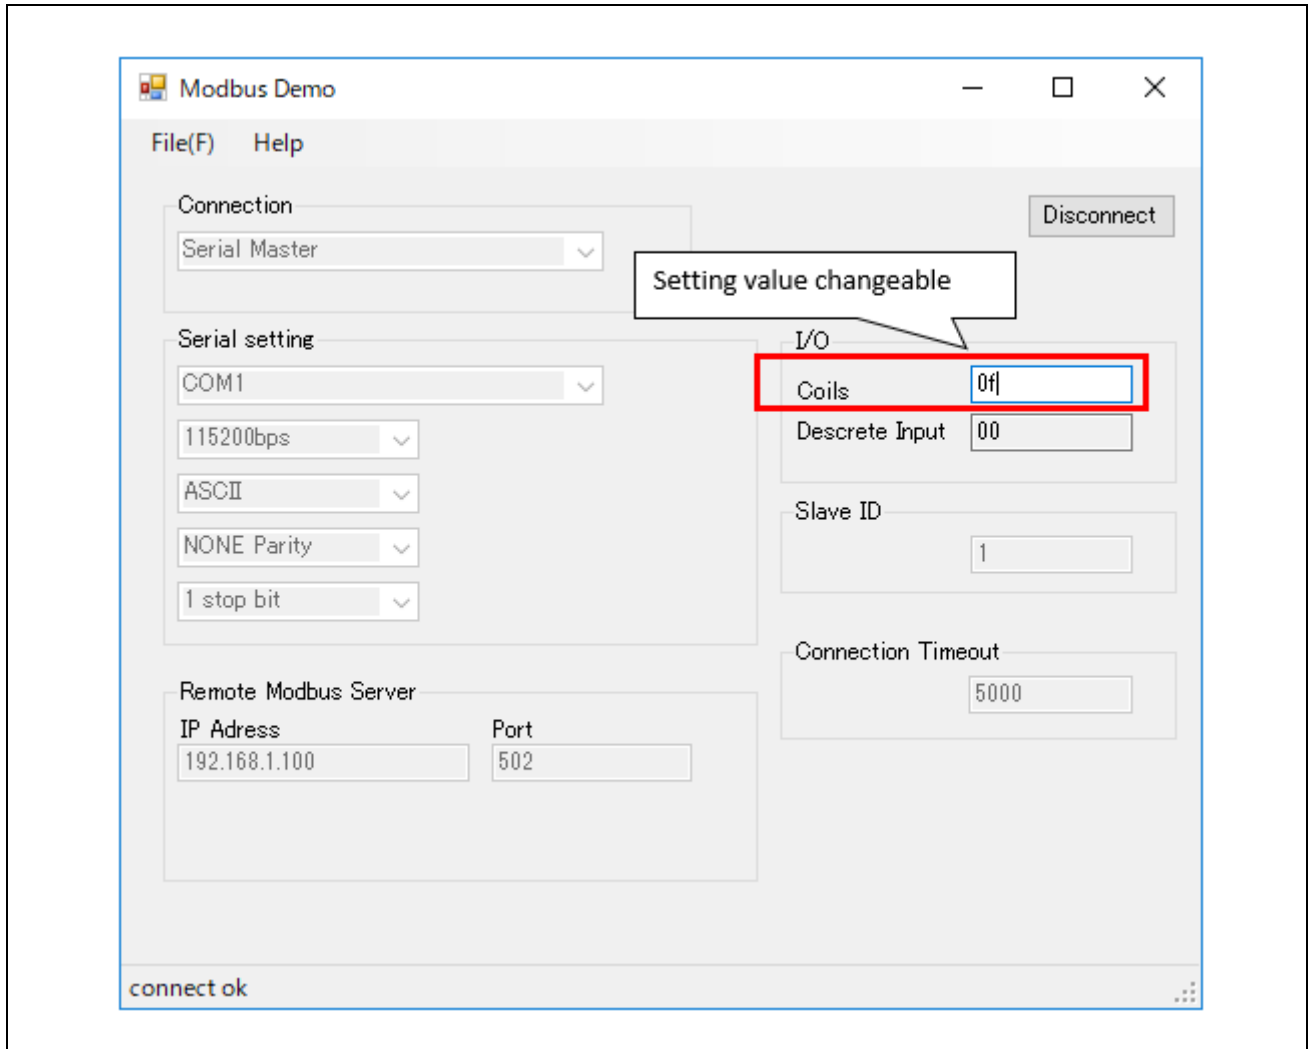 Modbus Demo
File(F) Help
Connection
Serial Master
Disconnect
Setting value changeable
Serial setting
COM1
115200bps
ASCII
NONE Parity
1 stop bit
I/O
Coils 0f
Descrete Input 00
Slave ID
1
Connection Timeout
5000
Remote Modbus Server
IP Adress Port
192.168.1.100 502
connect ok